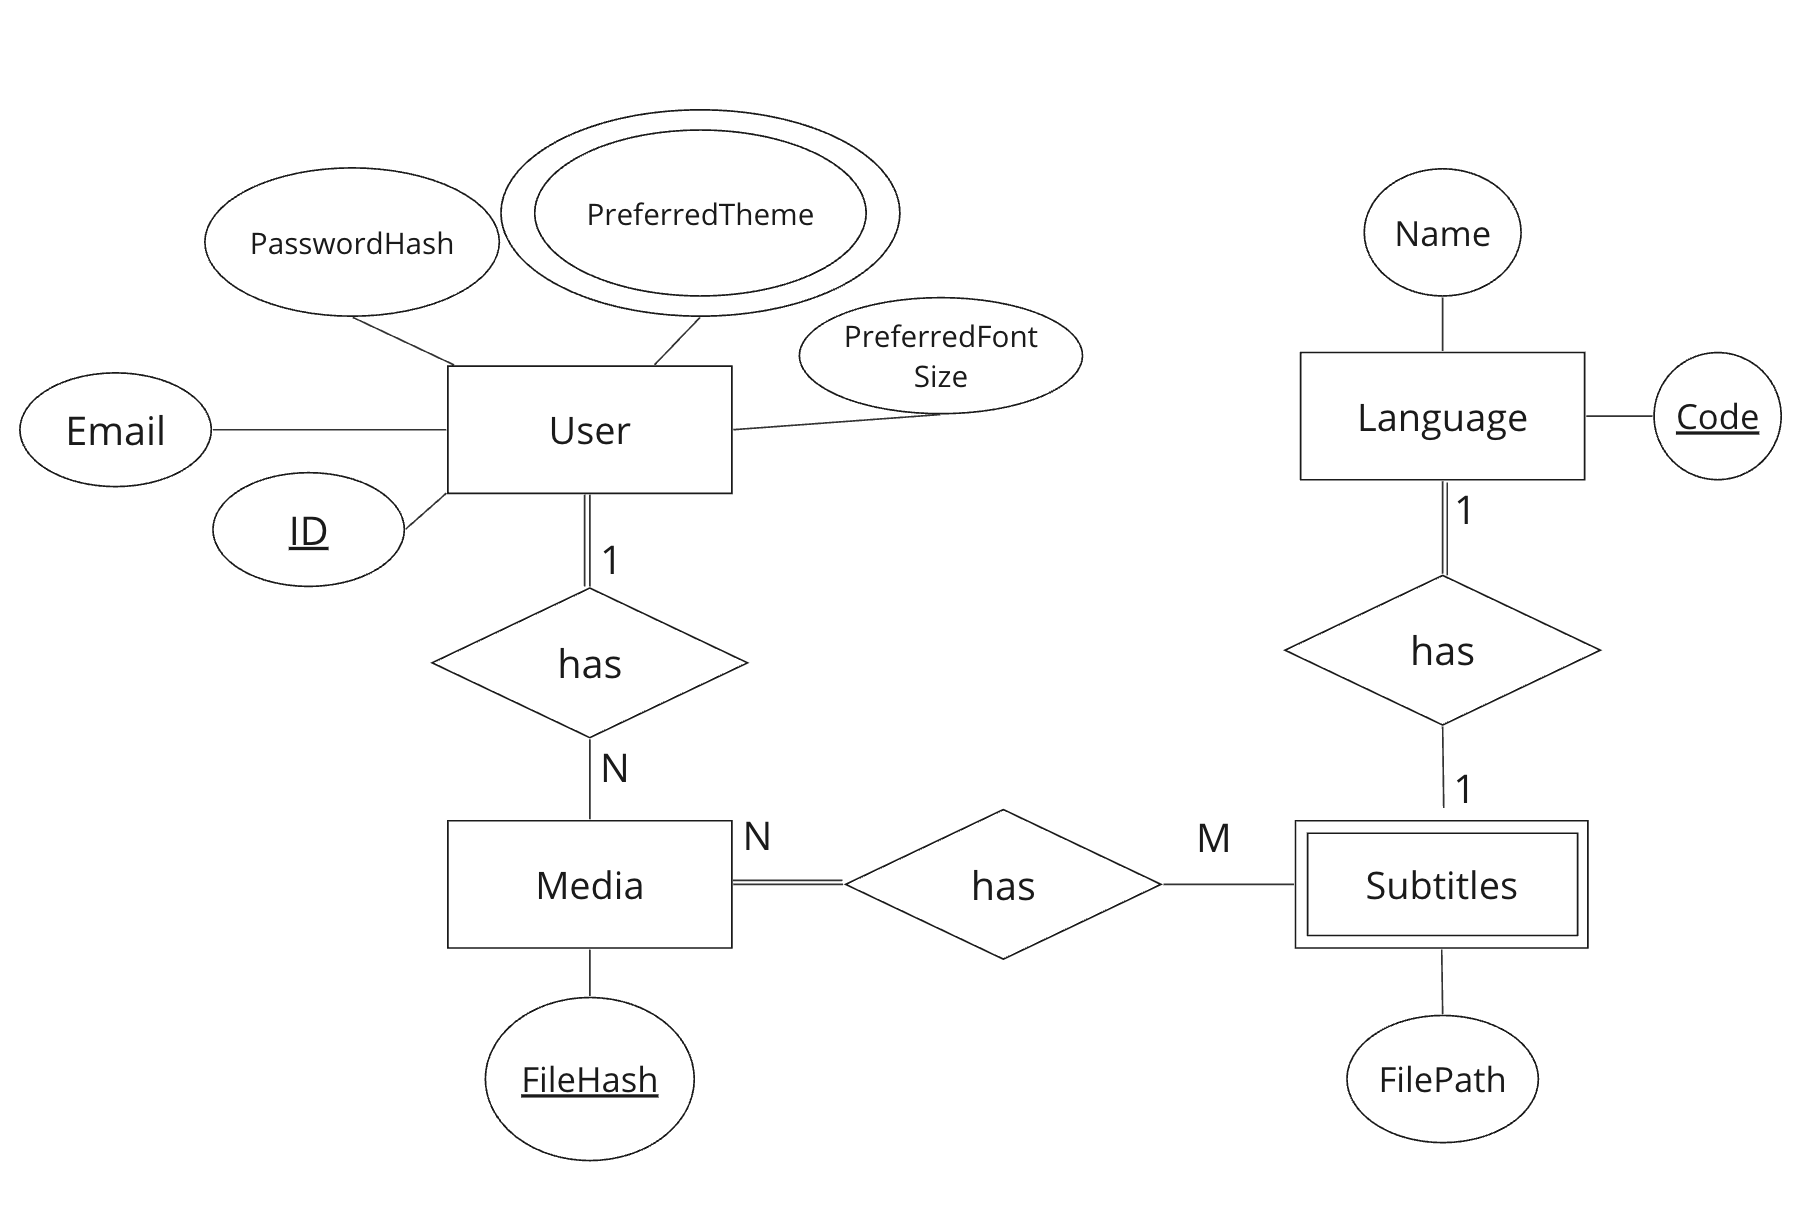 PreferredTheme
PasswordHash
Name
PreferredFont
Size
Email
User
Language
Code
ID
1
1
has
has
N
1
N
M
Media
has
Subtitles
FileHash
FilePath